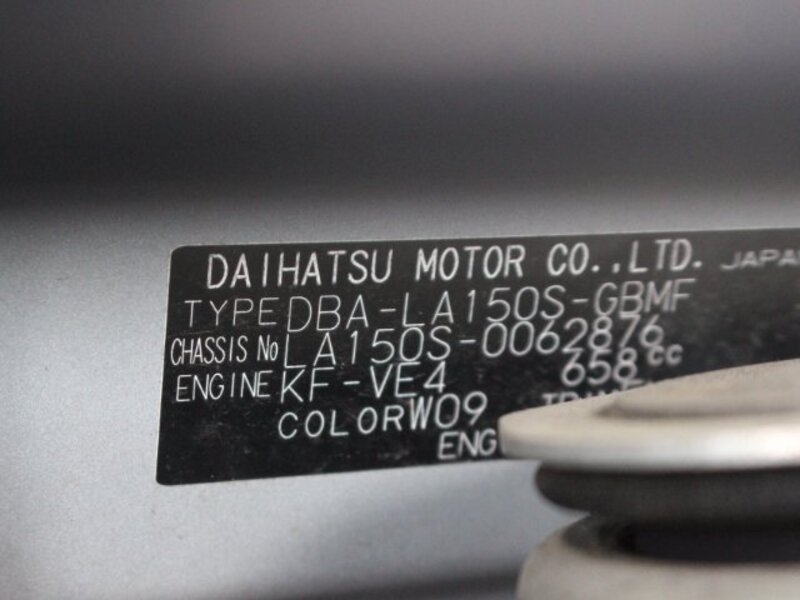 DAIHATSU MOTOR CO.,LTD. JAPAN
TYPE DBA-LA150S-GBMF
CHASSIS No LA150S-0062876
ENGINE KF-VE4 658cc
COLOR W09